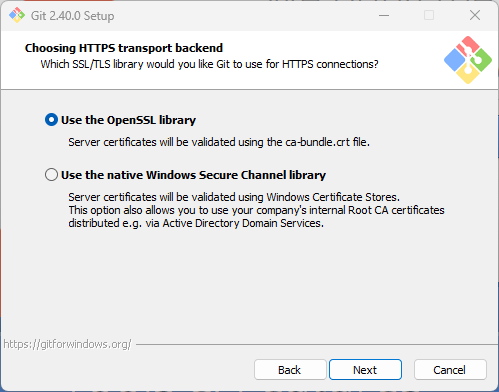 Git 2.40.0 Setup
Choosing HTTPS transport backend
Which SSL/TLS library would you like Git to use for HTTPS connections?
Use the OpenSSL library
Server certificates will be validated using the ca-bundle.crt file.
Use the native Windows Secure Channel library
Server certificates will be validated using Windows Certificate Stores.
This option also allows you to use your company's internal Root CA certificates
distributed e.g. via Active Directory Domain Services.
https://gitforwindows.org/
Back
Next
Cancel